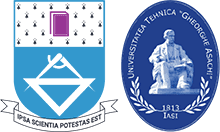 IPSA SCIENTIA POTESTAS EST
UNIVERSITATEA TEHNICA "GHEORGHE ASACHI"
1813
IASI